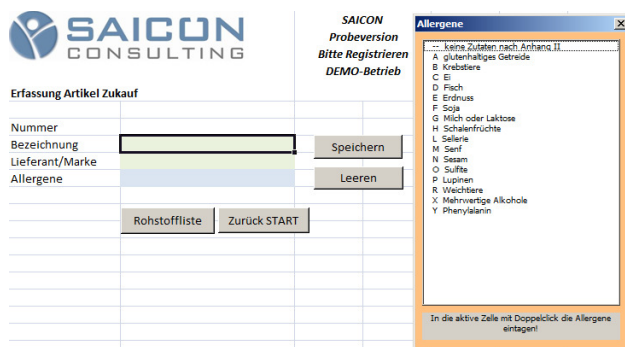 SAICON
CONSULTING
SAICON
Probeversion
Bitte Registrieren
DEMO-Betrieb
Erfassung Artikel Zukauf
Nummer
Bezeichnung
Lieferant/Marke
Allergene
Speichern
Leeren
Rohstoffliste
Zurück START
Allergene
-- keine Zutaten nach Anhang II
A glutenhaltiges Getreide
B Krebstiere
C Ei
D Fisch
E Erdnuss
F Soja
G Milch oder Laktose
H Schalenfrüchte
L Sellerie
M Senf
N Sesam
O Sulfite
P Lupinen
R Weichtiere
X Mehrwertige Alkohole
Y Phenylalanin
In die aktive Zelle mit Doppelclick die Allergene
eintagen!